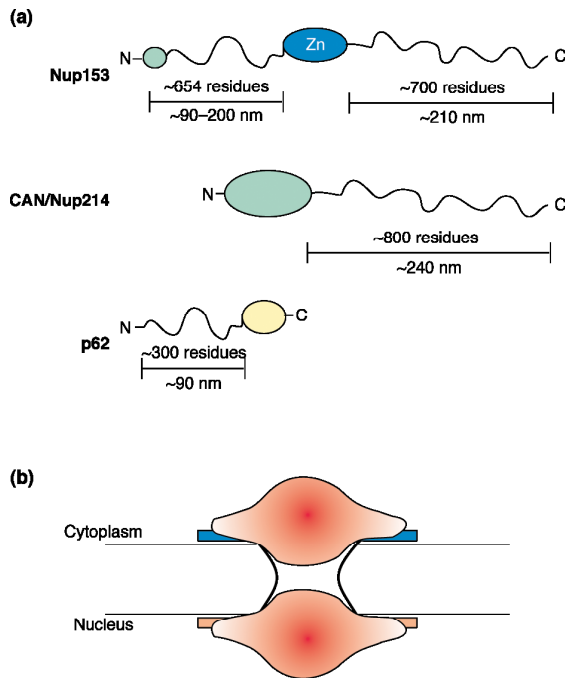 (a)
N Zn C
Nup153
~654 residues ~700 residues
~90–200 nm ~210 nm
N C
CAN/Nup214
~800 residues
~240 nm
N C
p62
~300 residues
~90 nm
(b)
Cytoplasm
Nucleus